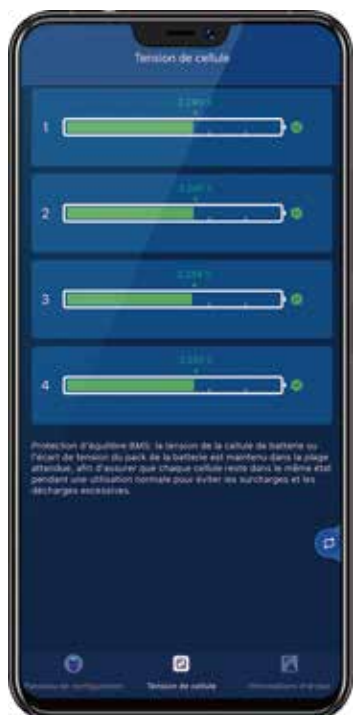 Tension de cellule
1
2
3
4
Protection d'équilibre BMS: la tension de la cellule de batterie ou
l'écart de tension du pack de la batterie est maintenu dans la plage
attendue, afin d'assurer que chaque cellule reste dans le même état
pendant une utilisation normale pour éviter les surcharges et les
décharges excessives.
Tension de cellule